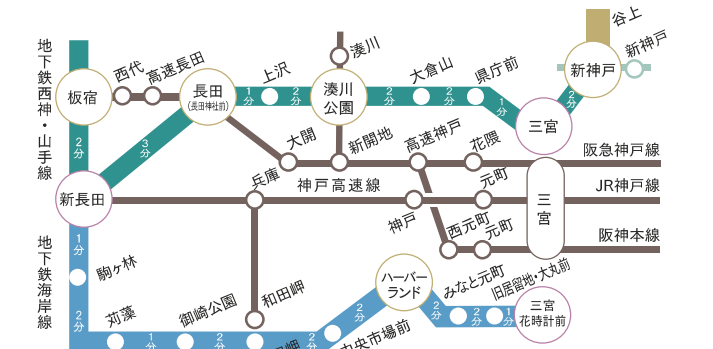 地下鉄西神・山手線
地下鉄海岸線
板宿
西代
高速長田
長田
(長田神社前)
上沢
湊川
湊川
公園
大倉山
県庁前
三宮
新神戸
谷上
新神戸
1分
2分
2分
2分
1分
2分
2分
3分
新長田
大開
新開地
高速神戸
花隈
阪急神戸線
兵庫
神戸高速線
神戸
元町
JR神戸線
三宮
西元町
元町
阪神本線
1分
駒ヶ林
2分
苅藻
1分
御崎公園
2分
和田岬
2分
中央市場前
2分
ハーバー
ランド
2分
みなと元町
2分
旧居留地・大丸前
1分
三宮
花時計前